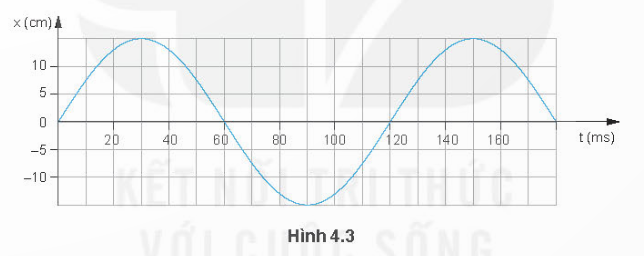 x (cm)
10
5
0
20 40 60 80 100 120 140 160
t (ms)
–5
–10
KẾT NỐI TRI THỨC
VỚI CUỘC SỐNG
Hình 4.3